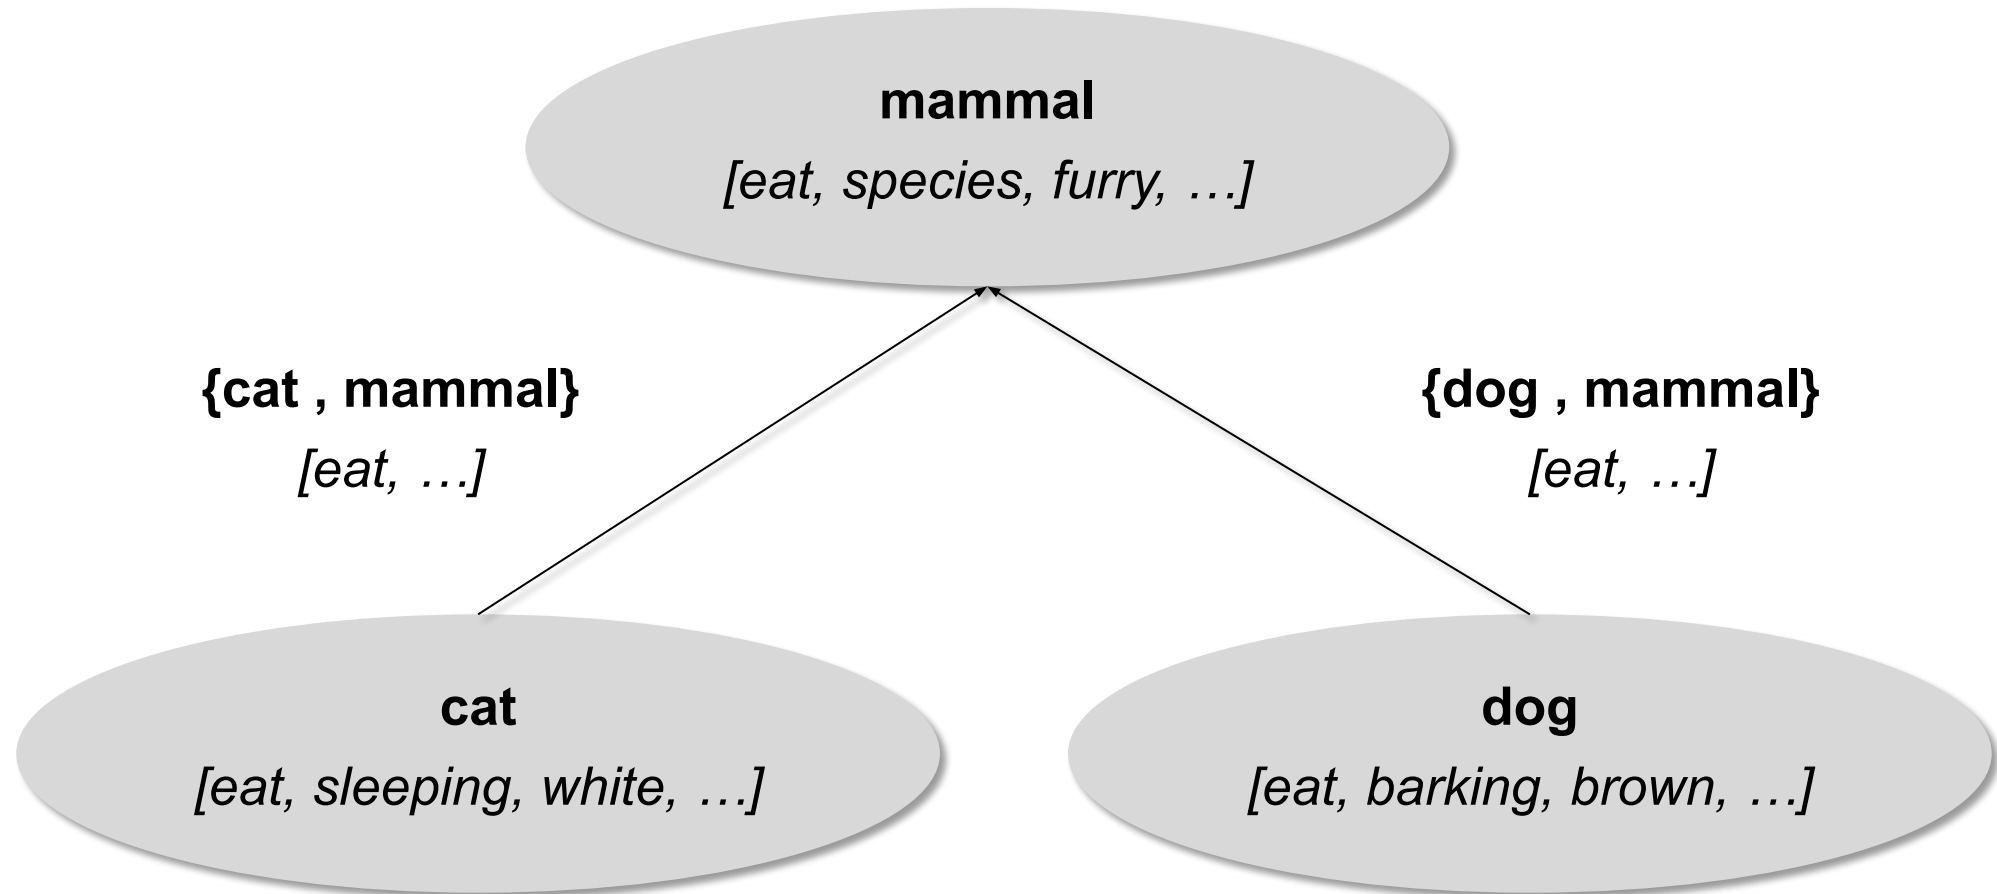 mammal
[eat, species, furry, …]
{cat , mammal}
[eat, …]
{dog , mammal}
[eat, …]
cat
[eat, sleeping, white, …]
dog
[eat, barking, brown, …]